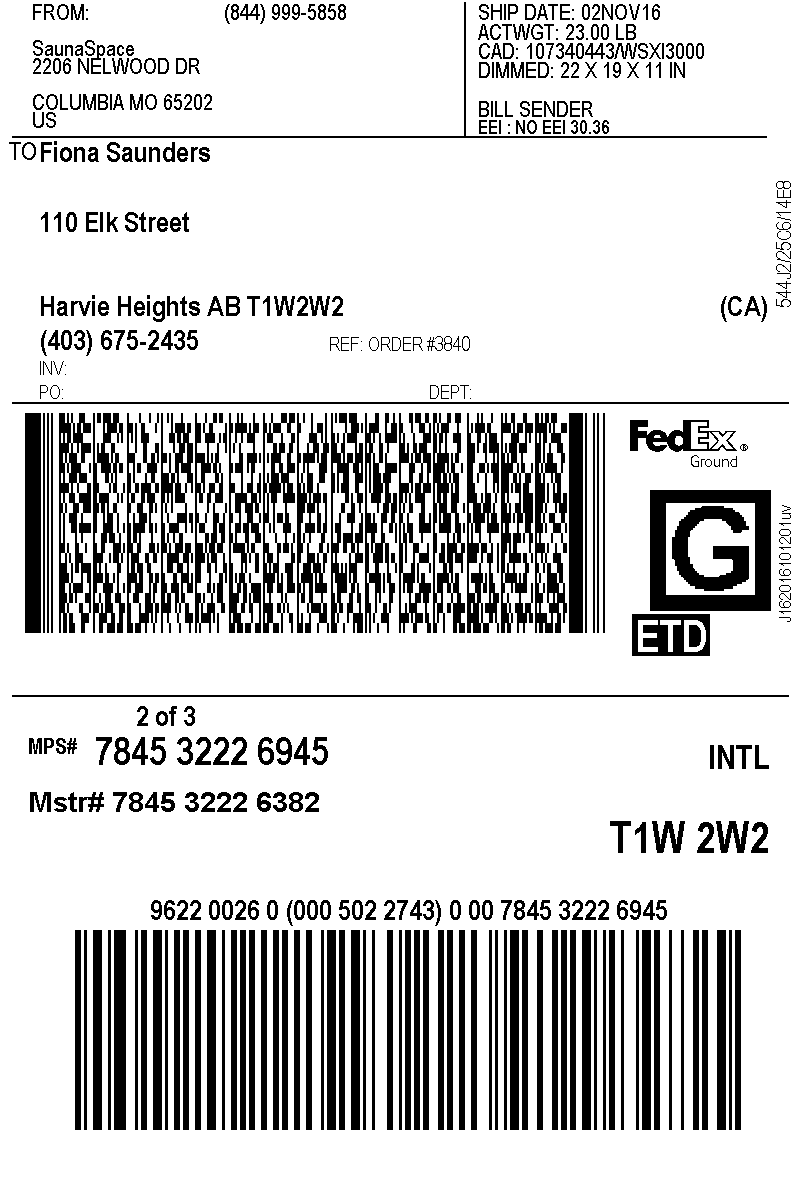 FROM: (844) 999-5858
SaunaSpace
2206 NELWOOD DR
COLUMBIA MO 65202
US
SHIP DATE: 02NOV16
ACTWGT: 23.00 LB
CAD: 107340443/WSXI3000
DIMMED: 22 X 19 X 11 IN
BILL SENDER
EEI : NO EEI 30.36
TO Fiona Saunders
110 Elk Street
Harvie Heights AB T1W2W2 (CA)
(403) 675-2435 REF: ORDER #3840
INV:
PO: DEPT:
544J2/25C6/14E8
FedEx®
Ground
G
ETD
J162016101201uv
2 of 3
MPS# 7845 3222 6945
INTL
Mstr# 7845 3222 6382
T1W 2W2
9622 0026 0 (000 502 2743) 0 00 7845 3222 6945